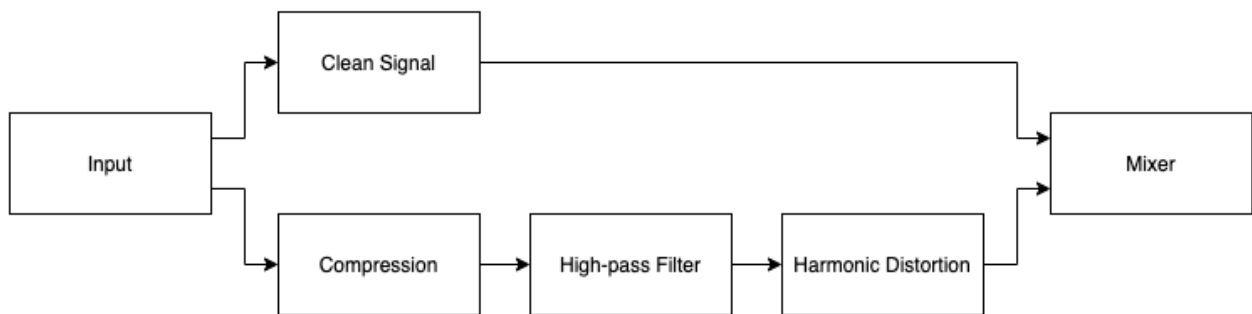 Clean Signal
Input
Mixer
Compression
High-pass Filter
Harmonic Distortion